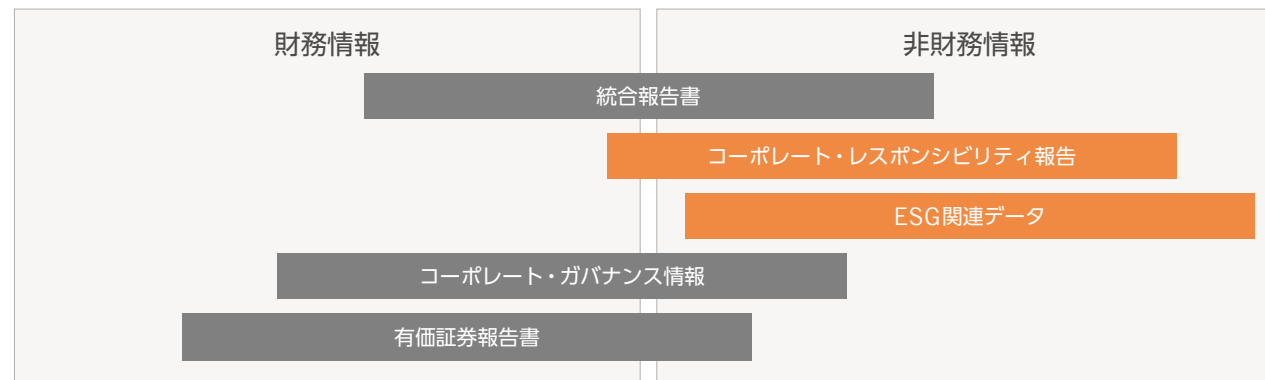 財務情報
非財務情報
統合報告書
コーポレート・レスポンシビリティ報告
ESG関連データ
コーポレート・ガバナンス情報
有価証券報告書